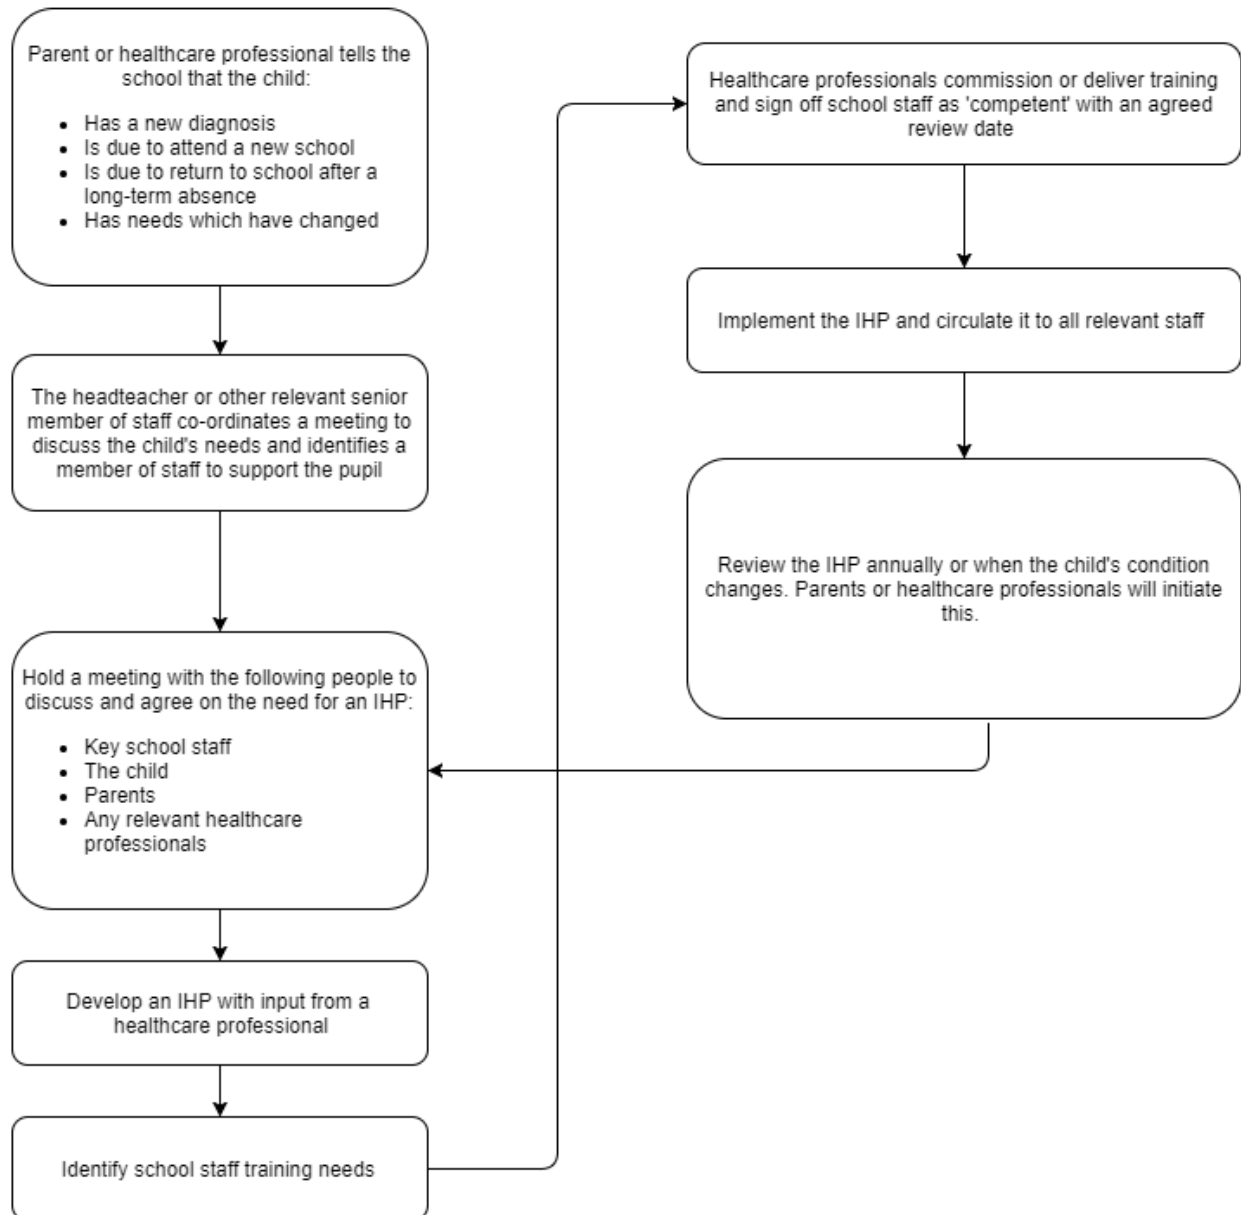 Parent or healthcare professional tells the
school that the child:
• Has a new diagnosis
• Is due to attend a new school
• Is due to return to school after a
long-term absence
• Has needs which have changed
The headteacher or other relevant senior
member of staff co-ordinates a meeting to
discuss the child's needs and identifies a
member of staff to support the pupil
Hold a meeting with the following people to
discuss and agree on the need for an IHP:
• Key school staff
• The child
• Parents
• Any relevant healthcare
professionals
Develop an IHP with input from a
healthcare professional
Identify school staff training needs
Healthcare professionals commission or deliver training
and sign off school staff as 'competent' with an agreed
review date
Implement the IHP and circulate it to all relevant staff
Review the IHP annually or when the child's condition
changes. Parents or healthcare professionals will initiate
this.